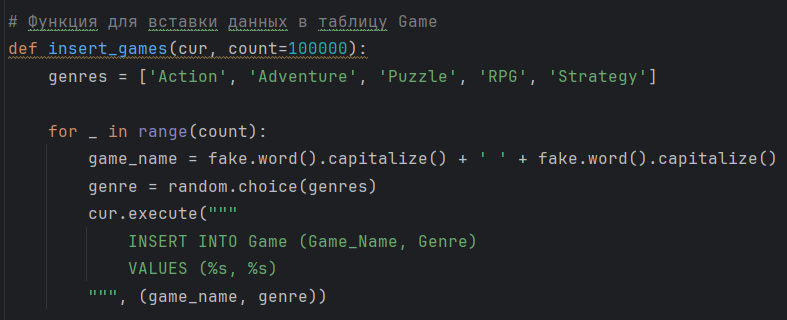 # Функция для вставки данных в таблицу Game
def insert_games(cur, count=100000):
    genres = ['Action', 'Adventure', 'Puzzle', 'RPG', 'Strategy']

    for _ in range(count):
        game_name = fake.word().capitalize() + ' ' + fake.word().capitalize()
        genre = random.choice(genres)
        cur.execute("""
            INSERT INTO Game (Game_Name, Genre)
            VALUES (%s, %s)
        """, (game_name, genre))